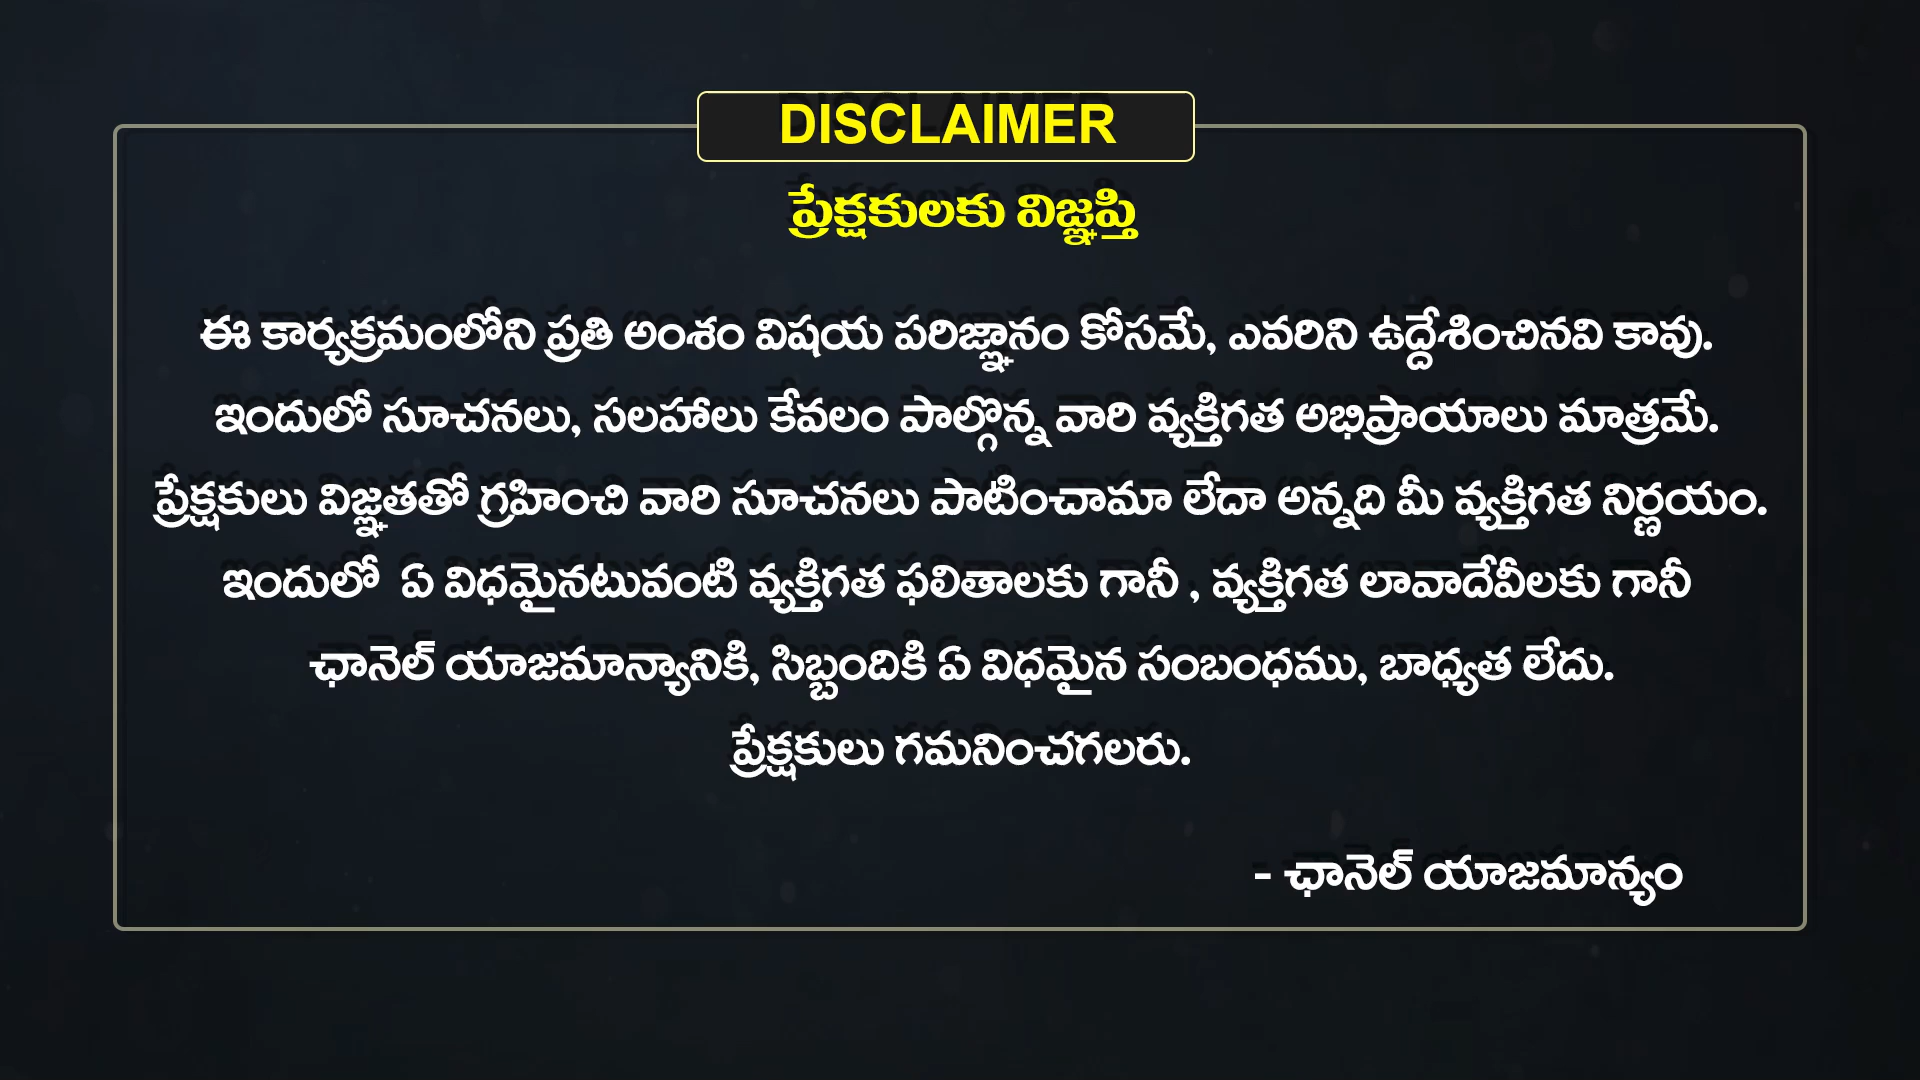 DISCLAIMER
ప్రేక్షకులకు విజ్ఞప్తి
ఈ కార్యక్రమంలోని ప్రతి అంశం విషయ పరిజ్ఞానం కోసమే, ఎవరిని ఉద్దేశించినవి కావు.
ఇందులో సూచనలు, సలహాలు కేవలం పాల్గొన్న వారి వ్యక్తిగత అభిప్రాయాలు మాత్రమే.
ప్రేక్షకులు విజ్ఞతతో గ్రహించి వారి సూచనలు పాటించామా లేదా అన్నది మీ వ్యక్తిగత నిర్ణయం.
ఇందులో ఏ విధమైనటువంటి వ్యక్తిగత ఫలితాలకు గానీ , వ్యక్తిగత లావాదేవీలకు గానీ
ఛానెల్ యాజమాన్యానికి, సిబ్బందికి ఏ విధమైన సంబంధము, బాధ్యత లేదు.
ప్రేక్షకులు గమనించగలరు.
- ఛానెల్ యాజమాన్యం